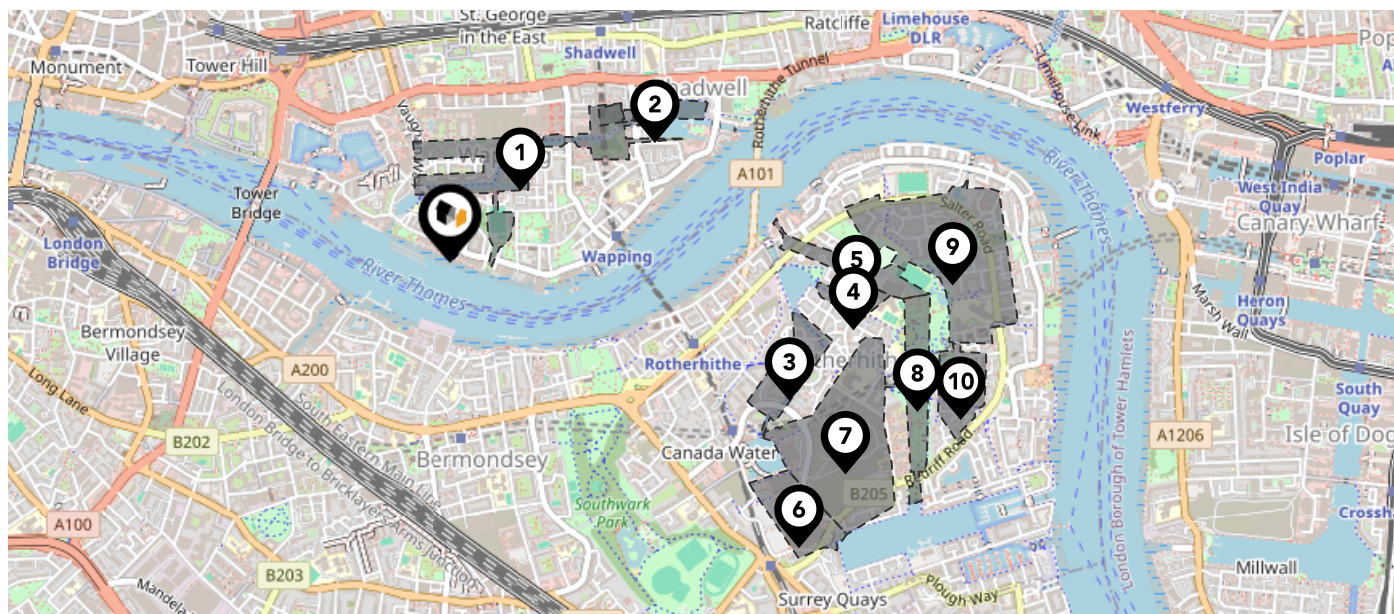 St. George
in the East
Ratcliffe
Limehouse
DLR
Monument
Tower Hill
Shadwell
Rotherhithe Tunnel
Limehouse Link
Westferry
Poplar
2
1
A101
River Thames
West India
Quay
Canary Wharf
Tower
Bridge
London
Bridge
River Thames
Wapping
Salter Road
5
9
4
Marsh Wall
Heron
Quays
Bermondsey
Village
Rotherhithe
3
8
10
A200
Long Lane
South
Quay
B202
London Bridge to Bricklayers Arms Junction
South Eastern Main Line
Bermondsey
Canada Water
7
Redriff Road
A1206
London Borough of Tower Hamlets
Isle of Dog
B205
6
Southwark
Park
A100
Crossh
B203
Millwall
Surrey Quays
Plough Way
Mandela